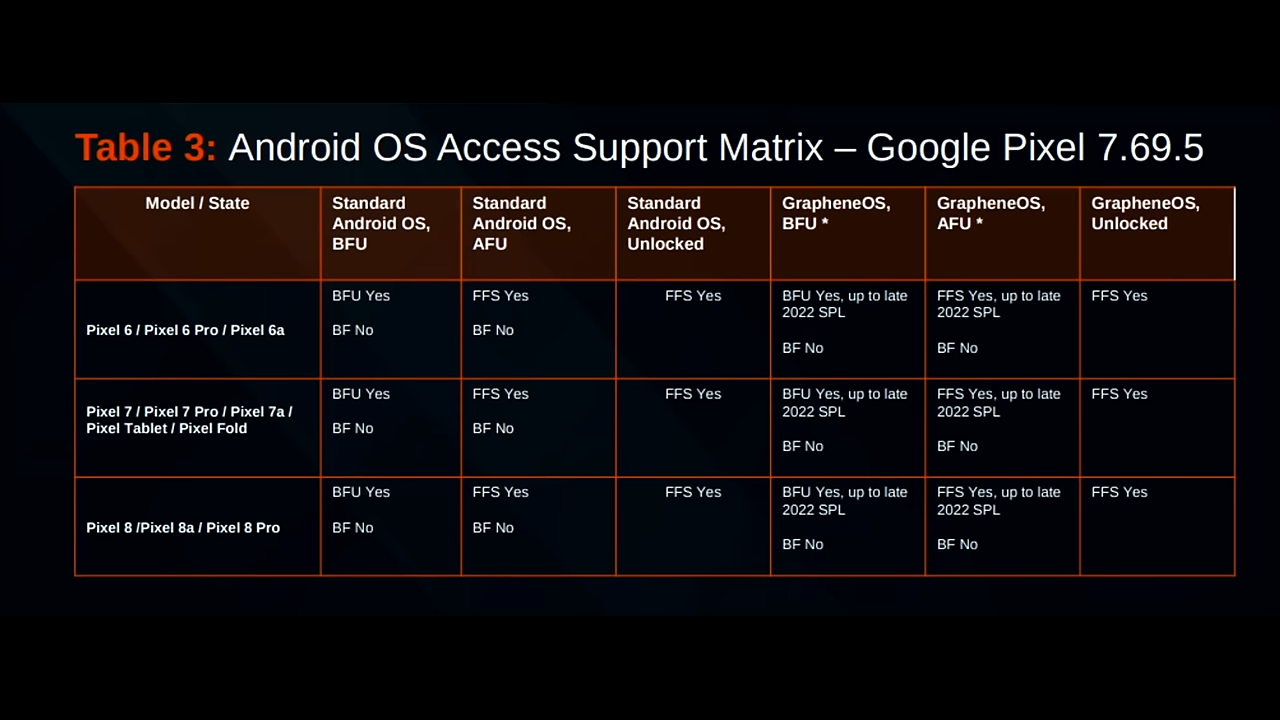 Table 3: Android OS Access Support Matrix – Google Pixel 7.69.5
Model / State
Standard
Android OS,
BFU
Standard
Android OS,
AFU
Standard
Android OS,
Unlocked
GrapheneOS,
BFU *
GrapheneOS,
AFU *
GrapheneOS,
Unlocked
Pixel 6 / Pixel 6 Pro / Pixel 6a
BFU Yes
BF No
FFS Yes
BF No
FFS Yes
BFU Yes, up to late
2022 SPL
BF No
FFS Yes, up to late
2022 SPL
BF No
FFS Yes
Pixel 7 / Pixel 7 Pro / Pixel 7a /
Pixel Tablet / Pixel Fold
BFU Yes
BF No
FFS Yes
BF No
FFS Yes
BFU Yes, up to late
2022 SPL
BF No
FFS Yes, up to late
2022 SPL
BF No
FFS Yes
Pixel 8 /Pixel 8a / Pixel 8 Pro
BFU Yes
BF No
FFS Yes
BF No
FFS Yes
BFU Yes, up to late
2022 SPL
BF No
FFS Yes, up to late
2022 SPL
BF No
FFS Yes